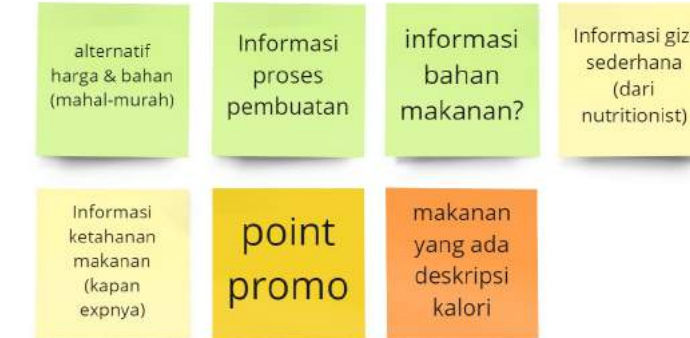 alternatif
harga & bahan
(mahal-murah)
Informasi
proses
pembuatan
informasi
bahan
makanan?
Informasi giz
sederhana
(dari
nutritionist)
Informasi
ketahanan
makanan
(kapan
expnya)
point
promo
makanan
yang ada
deskripsi
kalori